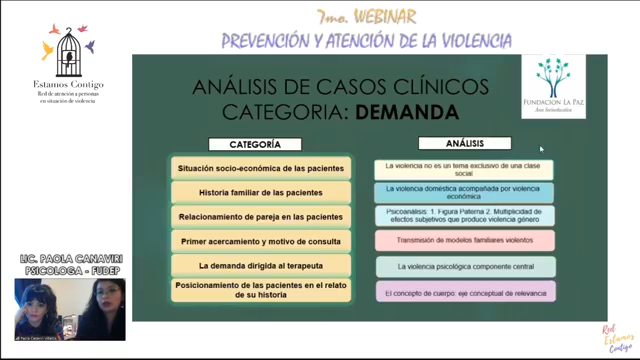 7mo. WEBINAR
PREVENCIÓN Y ATENCIÓN DE LA VIOLENCIA
Estamos Contigo
Red de atención a personas
en situación de violencia
ANÁLISIS DE CASOS CLÍNICOS
CATEGORIA: DEMANDA
FUNDACION LA PAZ
CATEGORÍA
ANÁLISIS
Situación socio-económica de las pacientes
La violencia no es un tema exclusivo de una clase
social
Historia familiar de las pacientes
La violencia doméstica acompañada por violencia
económica
Relacionamiento de pareja en las pacientes
Psicoanálisis: 1. Figura Paterna 2. Multiplicidad de
efectos subjetivos que produce violencia género
Primer acercamiento y motivo de consulta
Transmisión de modelos familiares violentos
La demanda dirigida al terapeuta
La violencia psicológica componente central
Posicionamiento de las pacientes en el relato
de su historia
El concepto de cuerpo: eje conceptual de relevancia
LIC. PAOLA CANAVIRI
PSICOLOGA - FUDEP
Red
Estamos
Contigo